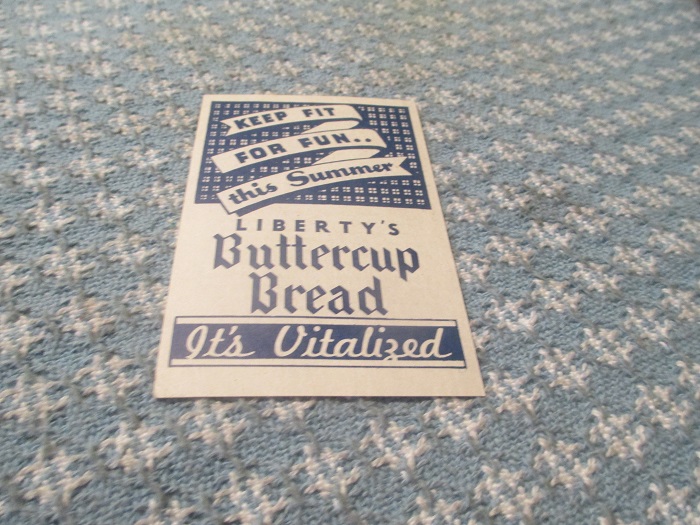 KEEP FIT
FOR FUN..
this Summer
LIBERTY'S
Buttercup
Bread
It's Vitalized